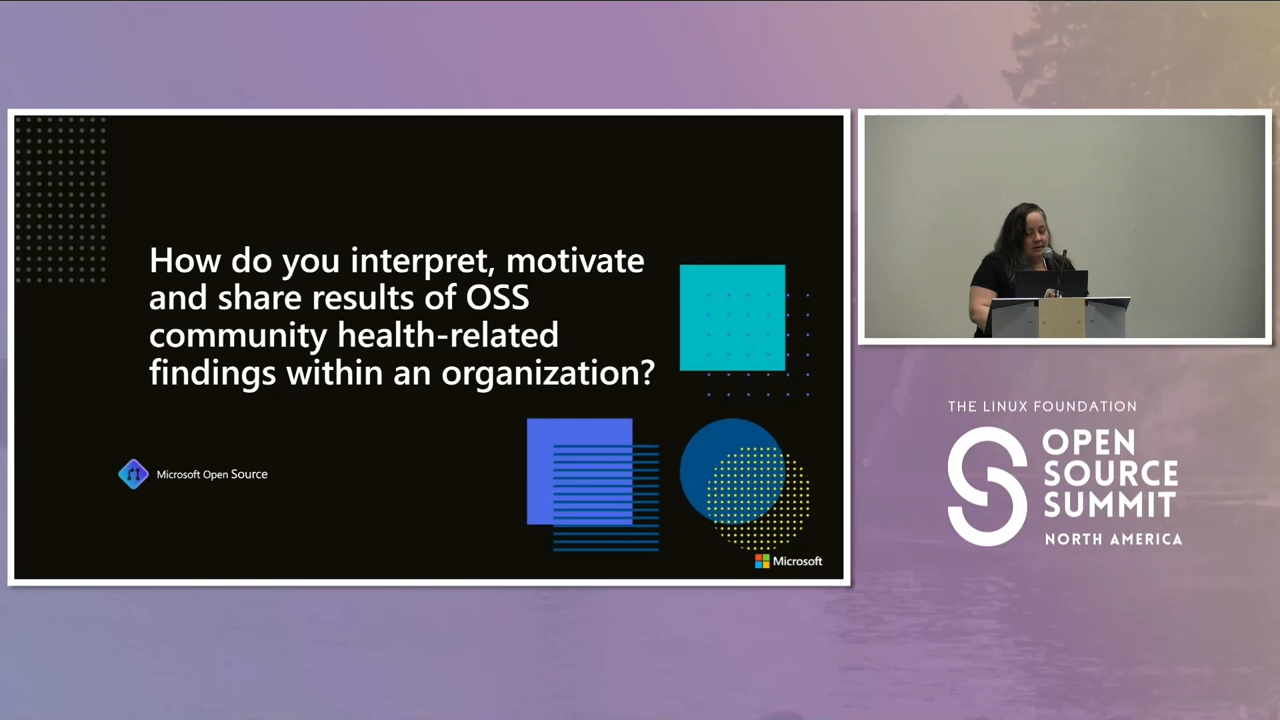 How do you interpret, motivate
and share results of OSS
community health-related
findings within an organization?
Microsoft Open Source
Microsoft
THE LINUX FOUNDATION
OPEN
SOURCE
SUMMIT
NORTH AMERICA